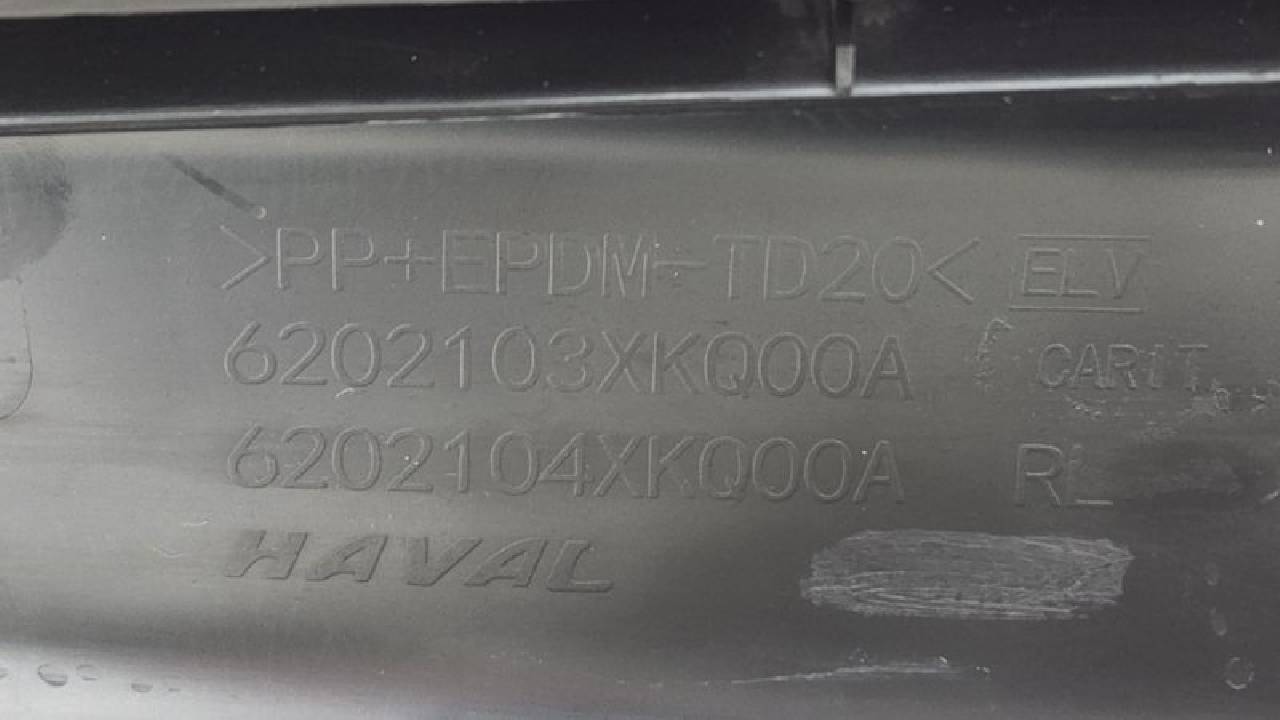 >PP+EPDM-TD20< ELV
6202103XKQ00A
6202104XKQ00A RL
HAVAL